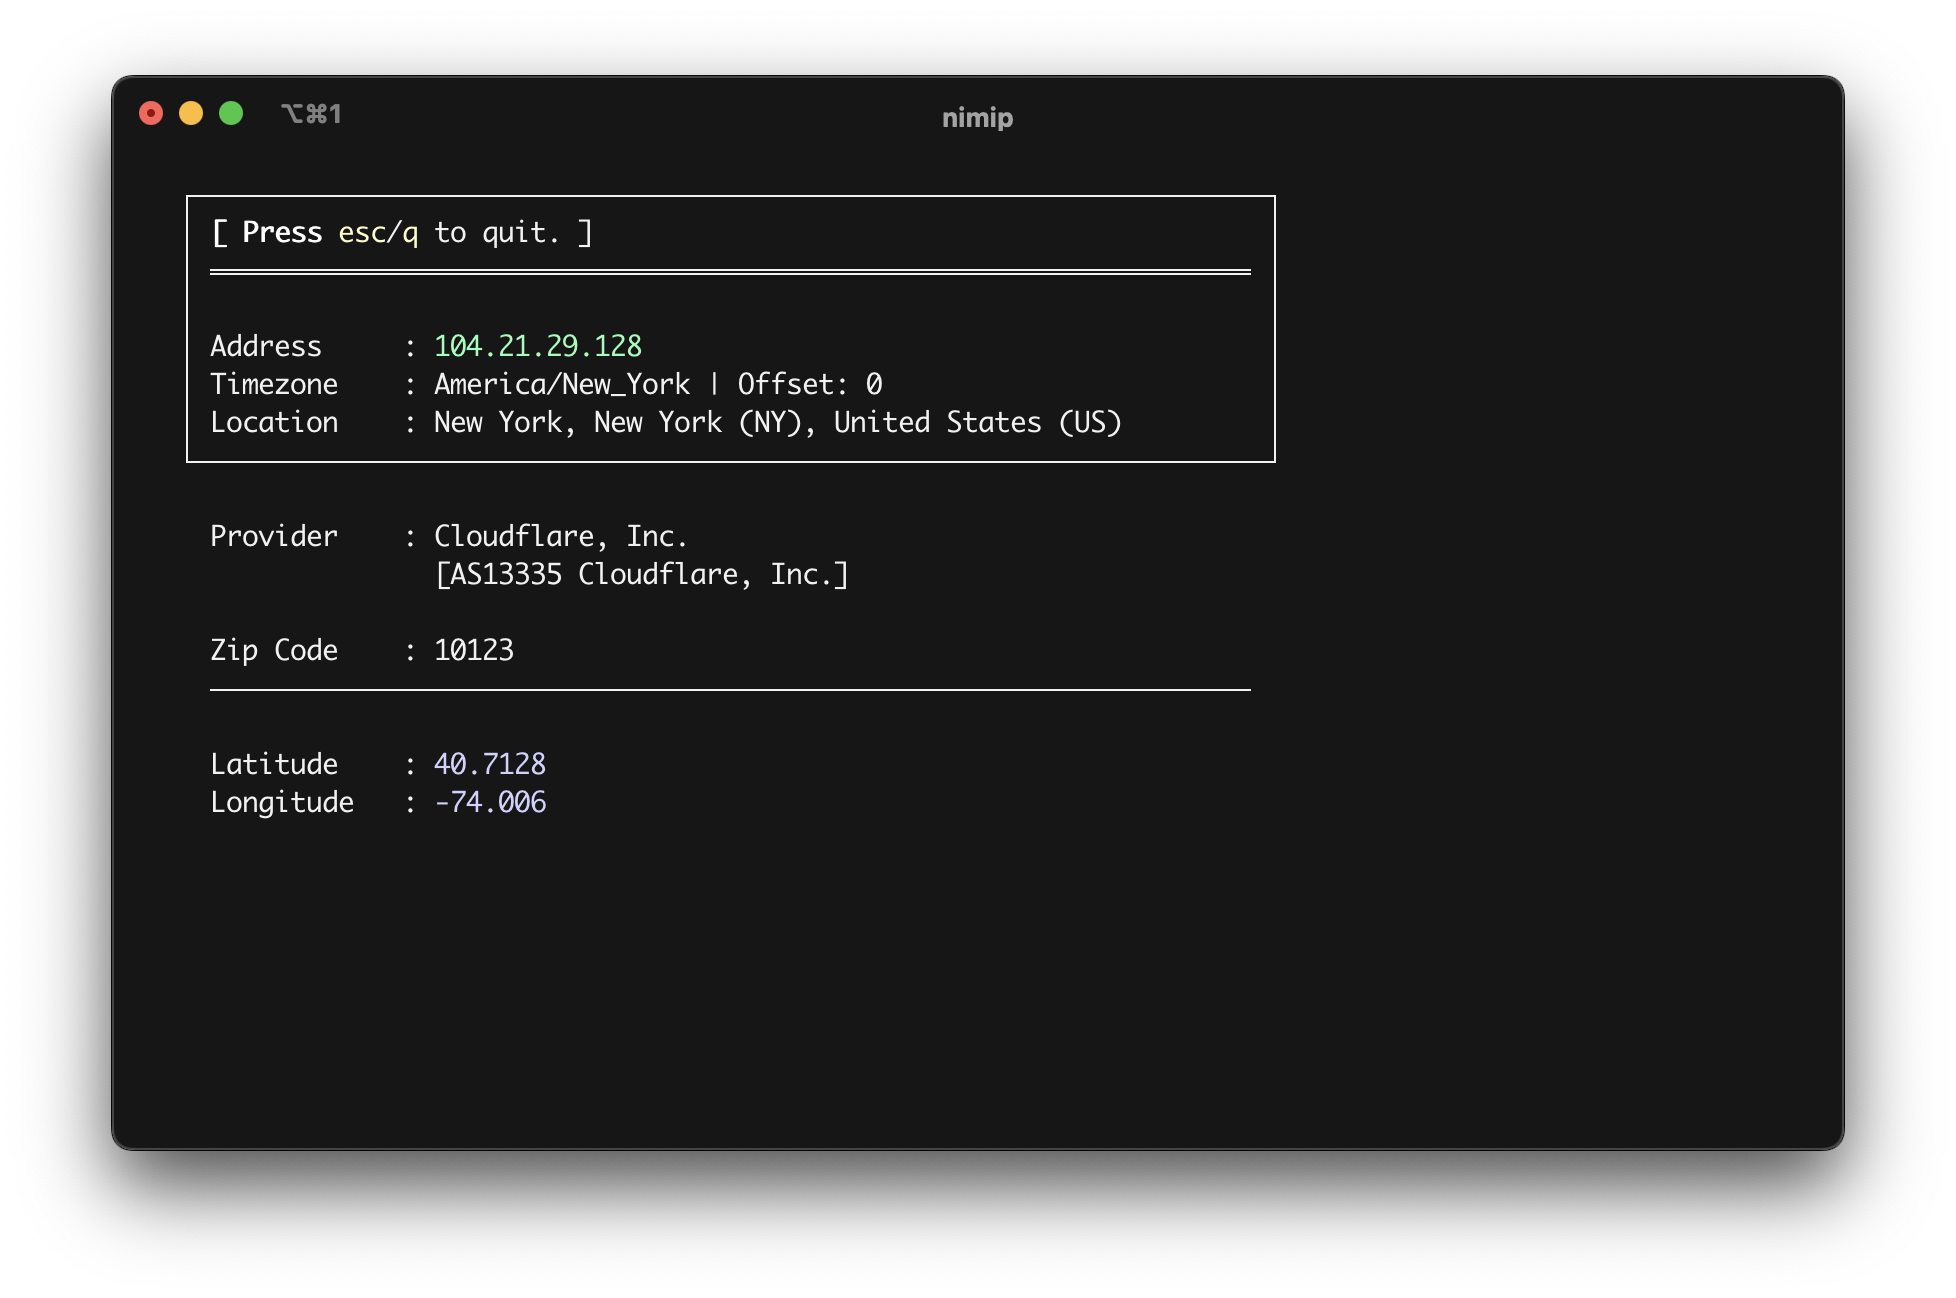 ⌥⌘1
nimip
[ Press esc/q to quit. ]
Address : 104.21.29.128
Timezone : America/New_York | Offset: 0
Location : New York, New York (NY), United States (US)
Provider : Cloudflare, Inc.
[AS13335 Cloudflare, Inc.]
Zip Code : 10123
Latitude : 40.7128
Longitude : -74.006